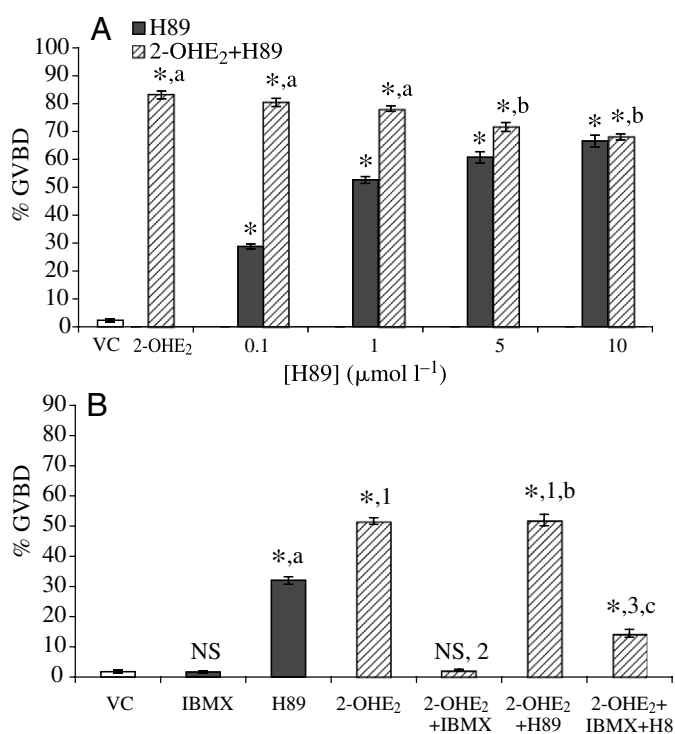 A
H89
2-OHE₂+H89
100
90
80
70
60
50
40
30
20
10
0
% GVBD
*,a
*,a
*,a
*,b
*,b
*
*
*
*
VC
2-OHE₂
0.1
1
5
10
[H89] (μmol l⁻¹)
B
90
80
70
60
50
40
30
20
10
0
% GVBD
NS
*,a
*,1
NS, 2
*,1,b
*,3,c
VC
IBMX
H89
2-OHE₂
2-OHE₂
+IBMX
2-OHE₂
+H89
2-OHE₂+
IBMX+H8